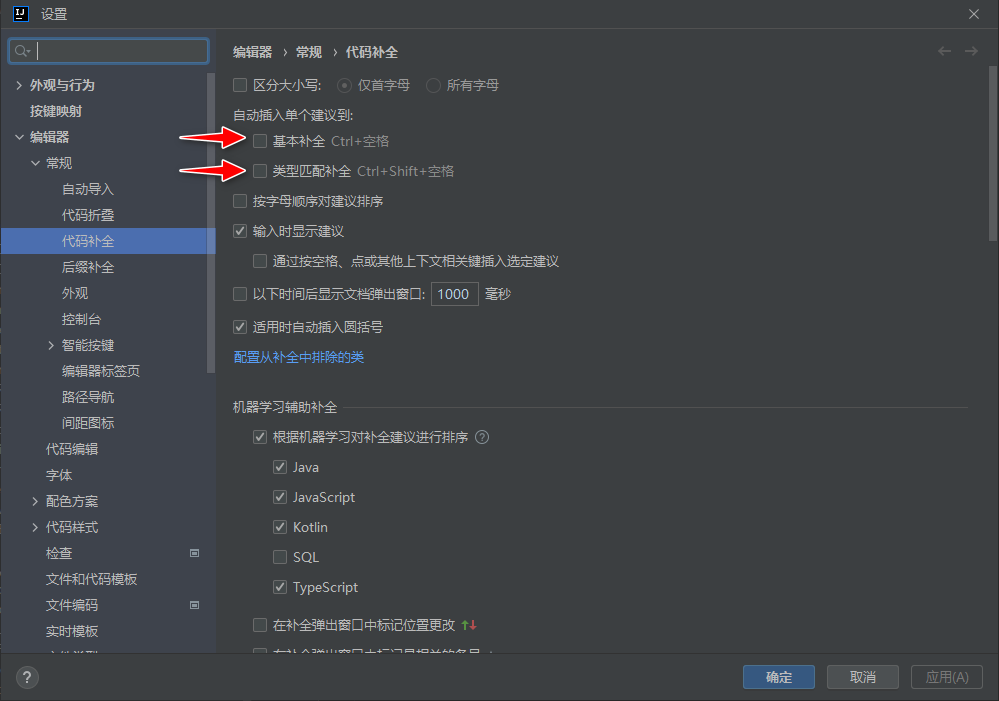 IJ 设置
外观与行为
按键映射
编辑器
常规
自动导入
代码折叠
代码补全
后缀补全
外观
控制台
智能按键
编辑器标签页
路径导航
间距图标
代码编辑
字体
配色方案
代码样式
检查
文件和代码模板
文件编码
实时模板
编辑器 › 常规 › 代码补全
区分大小写: 仅首字母 所有字母
自动插入单个建议到:
基本补全 Ctrl+空格
类型匹配补全 Ctrl+Shift+空格
按字母顺序对建议排序
输入时显示建议
通过按空格、点或其他上下文相关键插入选定建议
以下时间后显示文档弹出窗口: 1000 毫秒
适用时自动插入圆括号
配置从补全中排除的类
机器学习辅助补全
根据机器学习对补全建议进行排序 ?
Java
JavaScript
Kotlin
SQL
TypeScript
在补全弹出窗口中标记位置更改 ↑↓
? 确定 取消 应用(A)